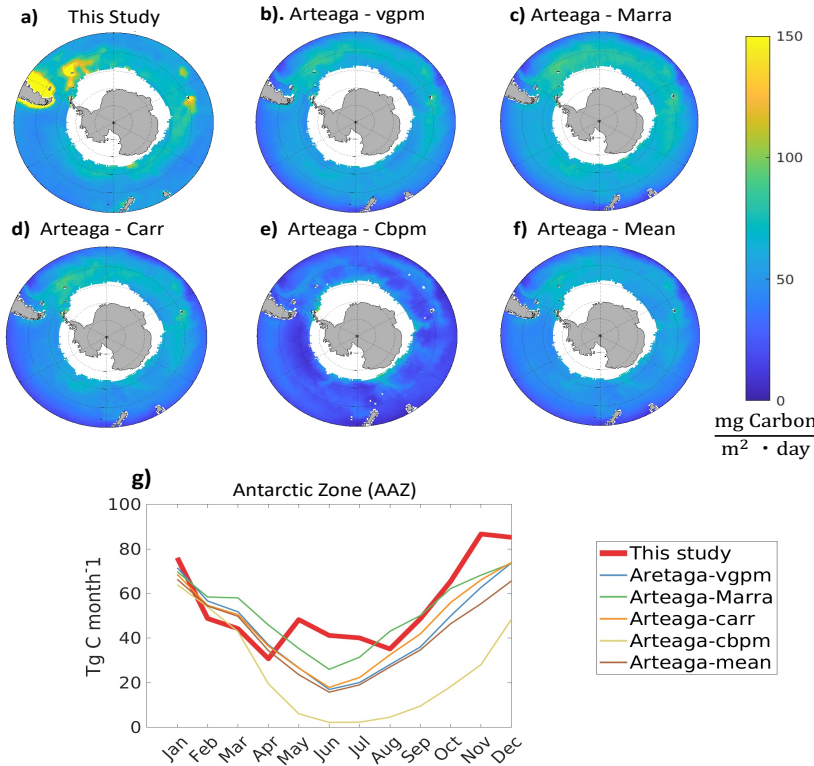 a) This Study
b). Arteaga - vgpm
c) Arteaga - Marra
d) Arteaga - Carr
e) Arteaga - Cbpm
f) Arteaga - Mean
150
100
50
0
mg Carbon
m² · day
g)
Antarctic Zone (AAZ)
Tg C month⁻1
100
80
60
40
20
0
Jan Feb Mar Apr May Jun Jul Aug Sep Oct Nov Dec
This study
Aretaga-vgpm
Arteaga-Marra
Arteaga-carr
Arteaga-cbpm
Arteaga-mean